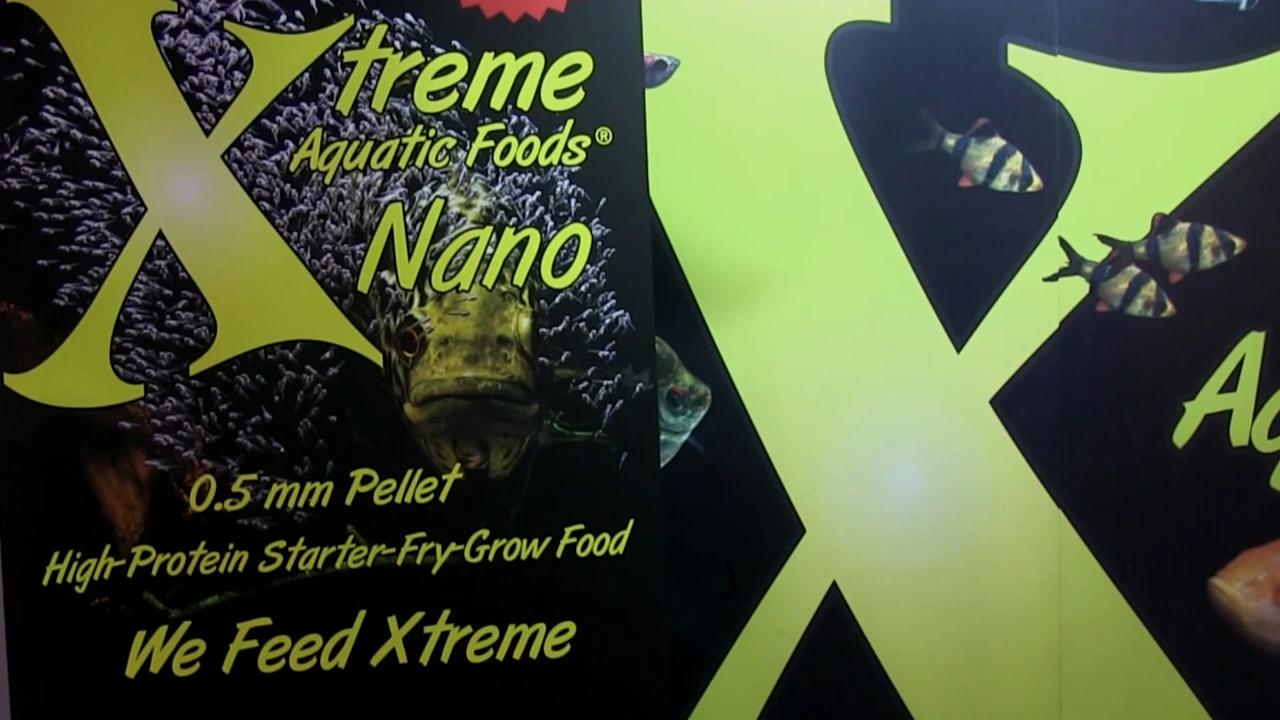 Xtreme
Aquatic Foods®
Nano
0.5 mm Pellet
High-Protein Starter-Fry-Grow Food
We Feed Xtreme
X